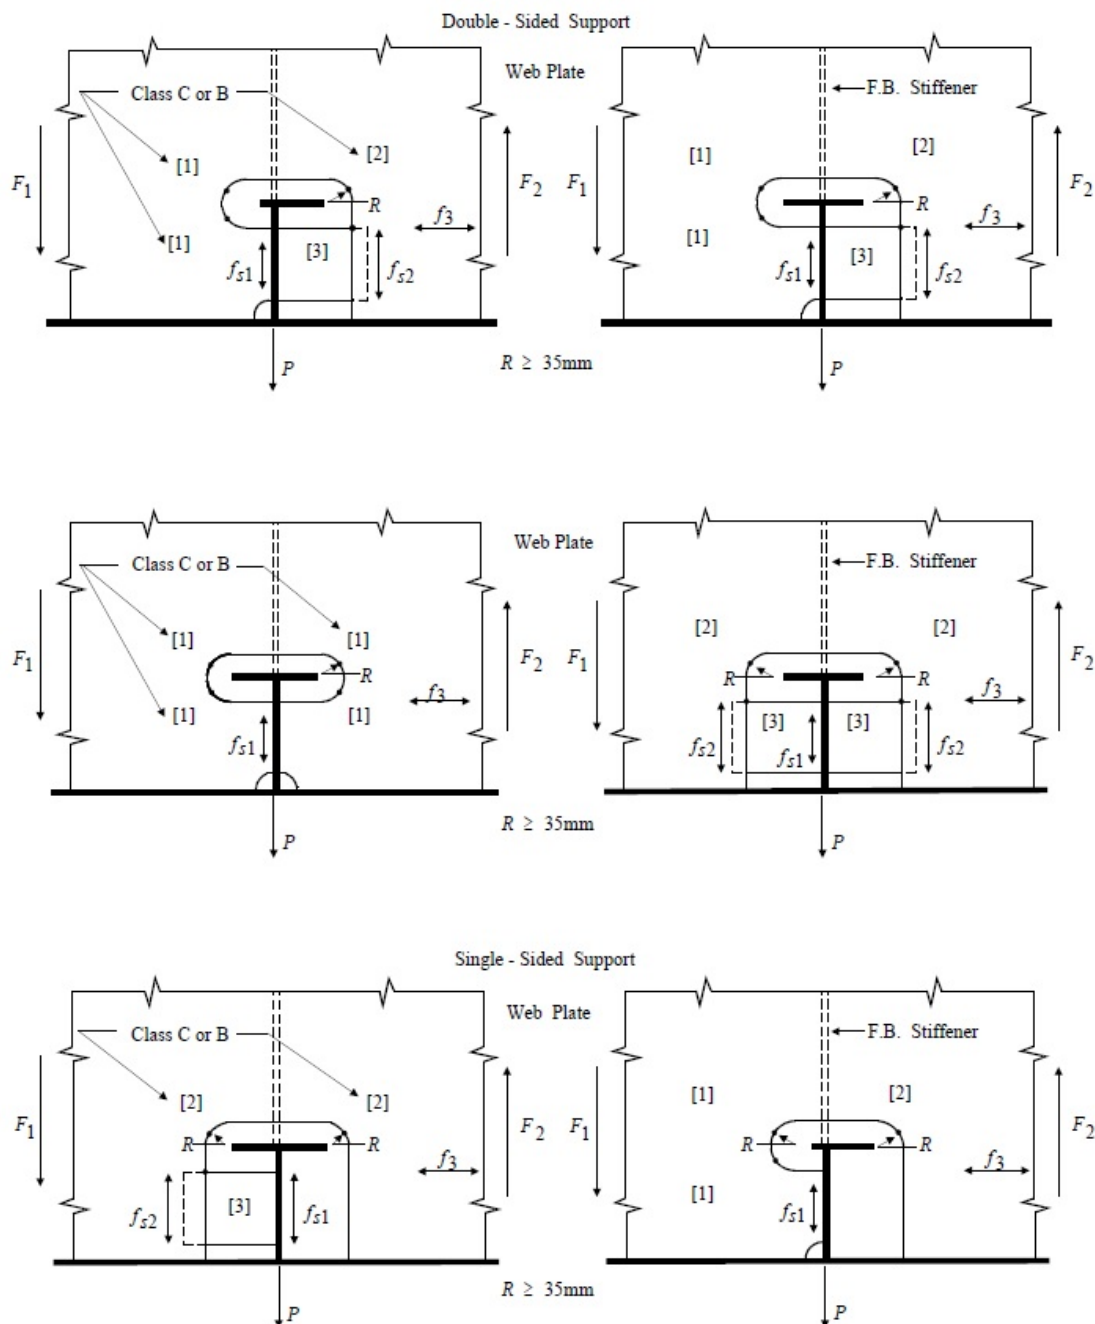 Double - Sided Support
Web Plate
Class C or B
F.B. Stiffener
[1]
[2]
[1]
[2]
F1
F2
F1
F2
R
R
f3
f3
[1]
[3]
[1]
[3]
fs1
fs2
fs1
fs2
P
R ≥ 35mm
P
Web Plate
Class C or B
F.B. Stiffener
[1]
[1]
[2]
[2]
F1
F2
F1
F2
R
R
R
f3
f3
[1]
[1]
[3]
[3]
fs1
fs2
fs1
fs2
P
R ≥ 35mm
P
Single - Sided Support
Web Plate
Class C or B
F.B. Stiffener
[2]
[2]
[1]
[2]
F1
F2
F1
F2
R
R
R
R
f3
f3
[3]
[1]
fs2
fs1
fs1
P
R ≥ 35mm
P